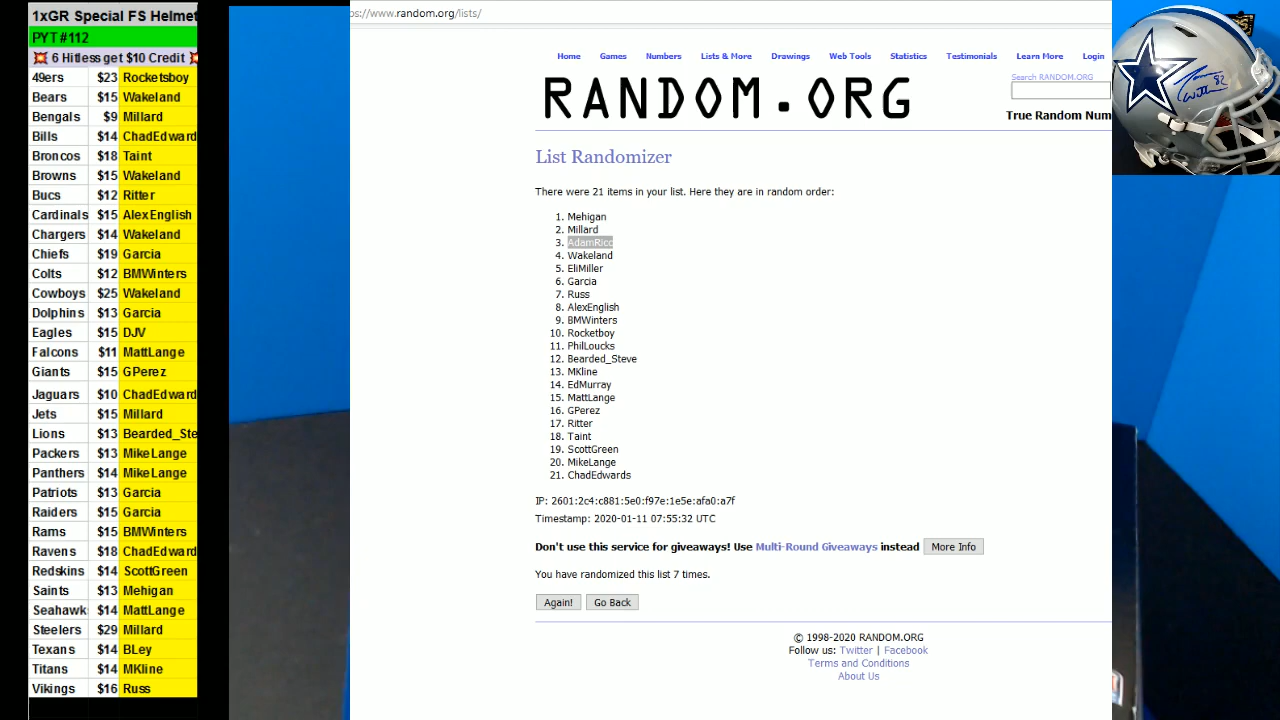 1xGR Special FS Helmet
PYT #112
💥 6 Hitless get $10 Credit 💥
49ers $23 Rocketsboy
Bears $15 Wakeland
Bengals $9 Millard
Bills $14 ChadEdward
Broncos $18 Taint
Browns $15 Wakeland
Bucs $12 Ritter
Cardinals $15 AlexEnglish
Chargers $14 Wakeland
Chiefs $19 Garcia
Colts $12 BMWinters
Cowboys $25 Wakeland
Dolphins $13 Garcia
Eagles $15 DJV
Falcons $11 MattLange
Giants $15 GPerez
Jaguars $10 ChadEdward
Jets $15 Millard
Lions $13 Bearded_Ste
Packers $13 MikeLange
Panthers $14 MikeLange
Patriots $13 Garcia
Raiders $15 Garcia
Rams $15 BMWinters
Ravens $18 ChadEdward
Redskins $14 ScottGreen
Saints $13 Mehigan
Seahawk $14 MattLange
Steelers $29 Millard
Texans $14 BLey
Titans $14 MKline
Vikings $16 Russ
ps://www.random.org/lists/
Home Games Numbers Lists & More Drawings Web Tools Statistics Testimonials Learn More Login
RANDOM.ORG
Search RANDOM.ORG
True Random Num
List Randomizer
There were 21 items in your list. Here they are in random order:
1. Mehigan
2. Millard
3. AdamRicc
4. Wakeland
5. EliMiller
6. Garcia
7. Russ
8. AlexEnglish
9. BMWinters
10. Rocketboy
11. PhilLoucks
12. Bearded_Steve
13. MKline
14. EdMurray
15. MattLange
16. GPerez
17. Ritter
18. Taint
19. ScottGreen
20. MikeLange
21. ChadEdwards
IP: 2601:2c4:c881:5e0:f97e:1e5e:afa0:a7f
Timestamp: 2020-01-11 07:55:32 UTC
Don't use this service for giveaways! Use Multi-Round Giveaways instead More Info
You have randomized this list 7 times.
Again! Go Back
© 1998-2020 RANDOM.ORG
Follow us: Twitter | Facebook
Terms and Conditions
About Us